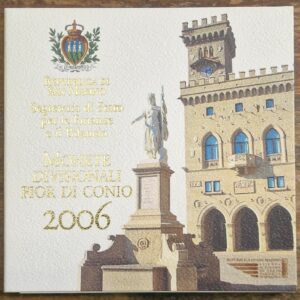 REPUBBLICA DI
SAN MARINO
Segreteria di Stato
per le Finanze
e il Bilancio
MONETE
DIVISIONALI
FIOR DI CONIO
2006